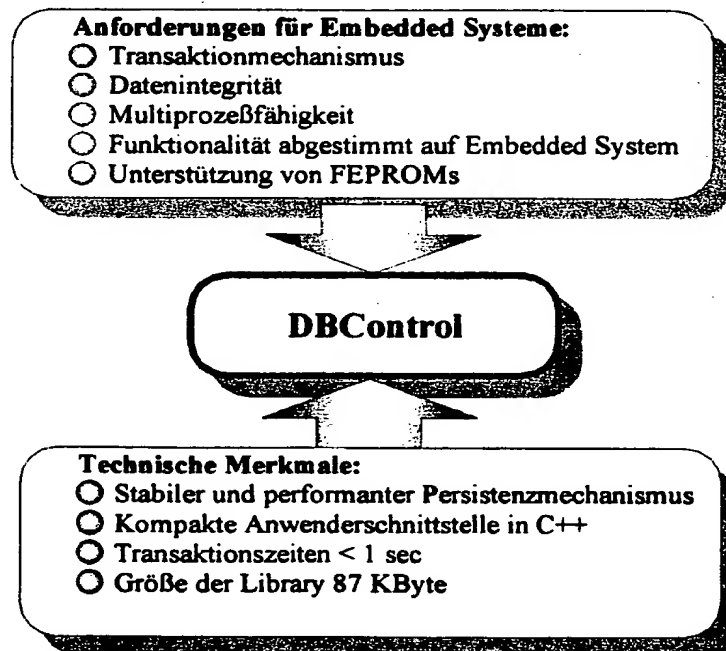 Anforderungen für Embedded Systeme:
Transaktionmechanismus
Datenintegrität
Multiprozeßfähigkeit
Funktionalität abgestimmt auf Embedded System
Unterstützung von FEPROMs
DBControl
Technische Merkmale:
Stabiler und performanter Persistenzmechanismus
Kompakte Anwenderschnittstelle in C++
Transaktionszeiten < 1 sec
Größe der Library 87 KByte